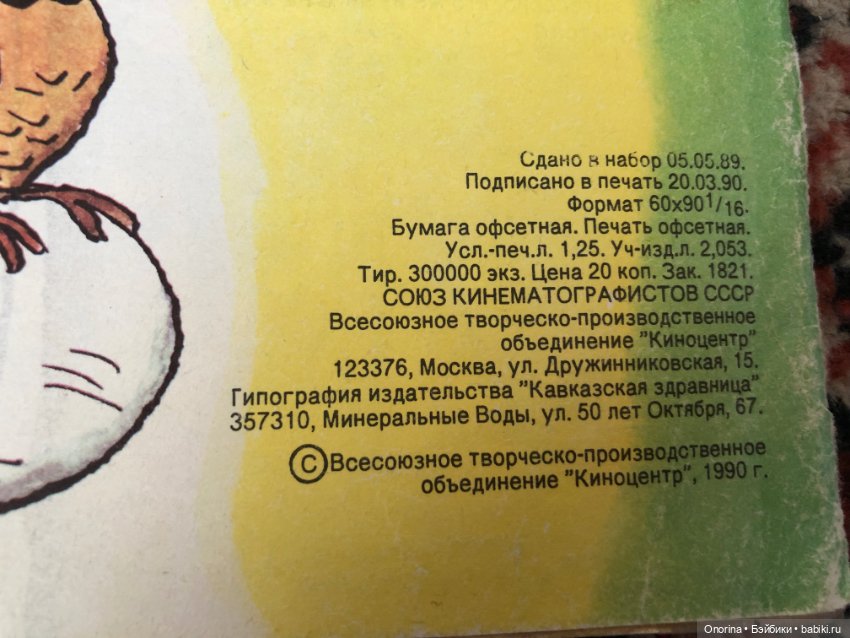 Сдано в набор 05.05.89.
Подписано в печать 20.03.90.
Формат 60х90¹/16.
Бумага офсетная. Печать офсетная.
Усл.-печ.л. 1,25. Уч-изд.л. 2,053.
Тир. 300000 экз. Цена 20 коп. Зак. 1821.
СОЮЗ КИНЕМАТОГРАФИСТОВ СССР
Всесоюзное творческо-производственное
объединение "Киноцентр"
123376, Москва, ул. Дружинниковская, 15.
Гипография издательства "Кавказская здравница"
357310, Минеральные Воды, ул. 50 лет Октября, 67.
©Всесоюзное творческо-производственное
объединение "Киноцентр", 1990 г.
Onorina • Бэйбики • babiki.ru